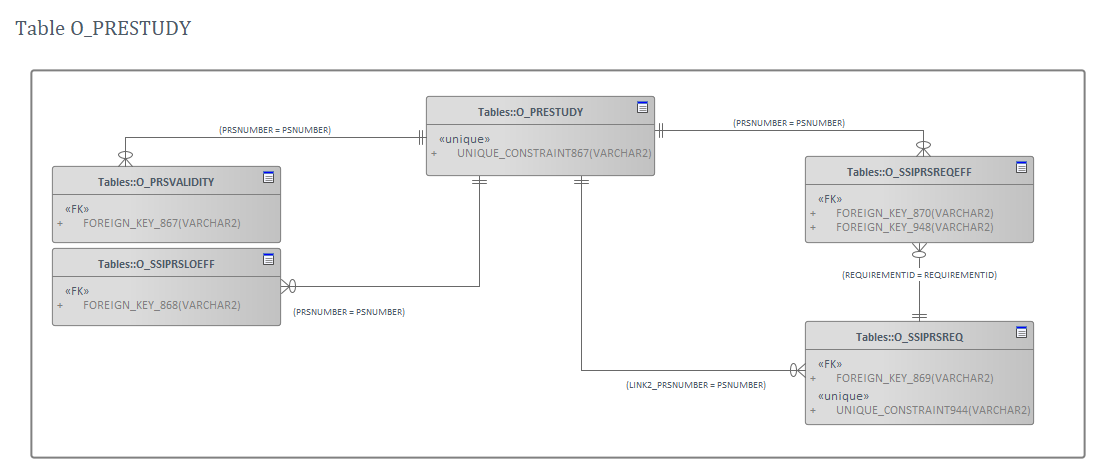 Table O_PRESTUDY
Tables::O_PRESTUDY
«unique»
+ UNIQUE_CONSTRAINT867(VARCHAR2)
(PRSNUMBER = PSNUMBER)
(PRSNUMBER = PSNUMBER)
Tables::O_PRSVALIDITY
«FK»
+ FOREIGN_KEY_867(VARCHAR2)
Tables::O_SSIPRSREQEFF
«FK»
+ FOREIGN_KEY_870(VARCHAR2)
+ FOREIGN_KEY_948(VARCHAR2)
Tables::O_SSIPRSLOEFF
«FK»
+ FOREIGN_KEY_868(VARCHAR2)
(REQUIREMENTID = REQUIREMENTID)
(PRSNUMBER = PSNUMBER)
Tables::O_SSIPRSREQ
«FK»
+ FOREIGN_KEY_869(VARCHAR2)
«unique»
+ UNIQUE_CONSTRAINT944(VARCHAR2)
(LINK2_PRSNUMBER = PSNUMBER)